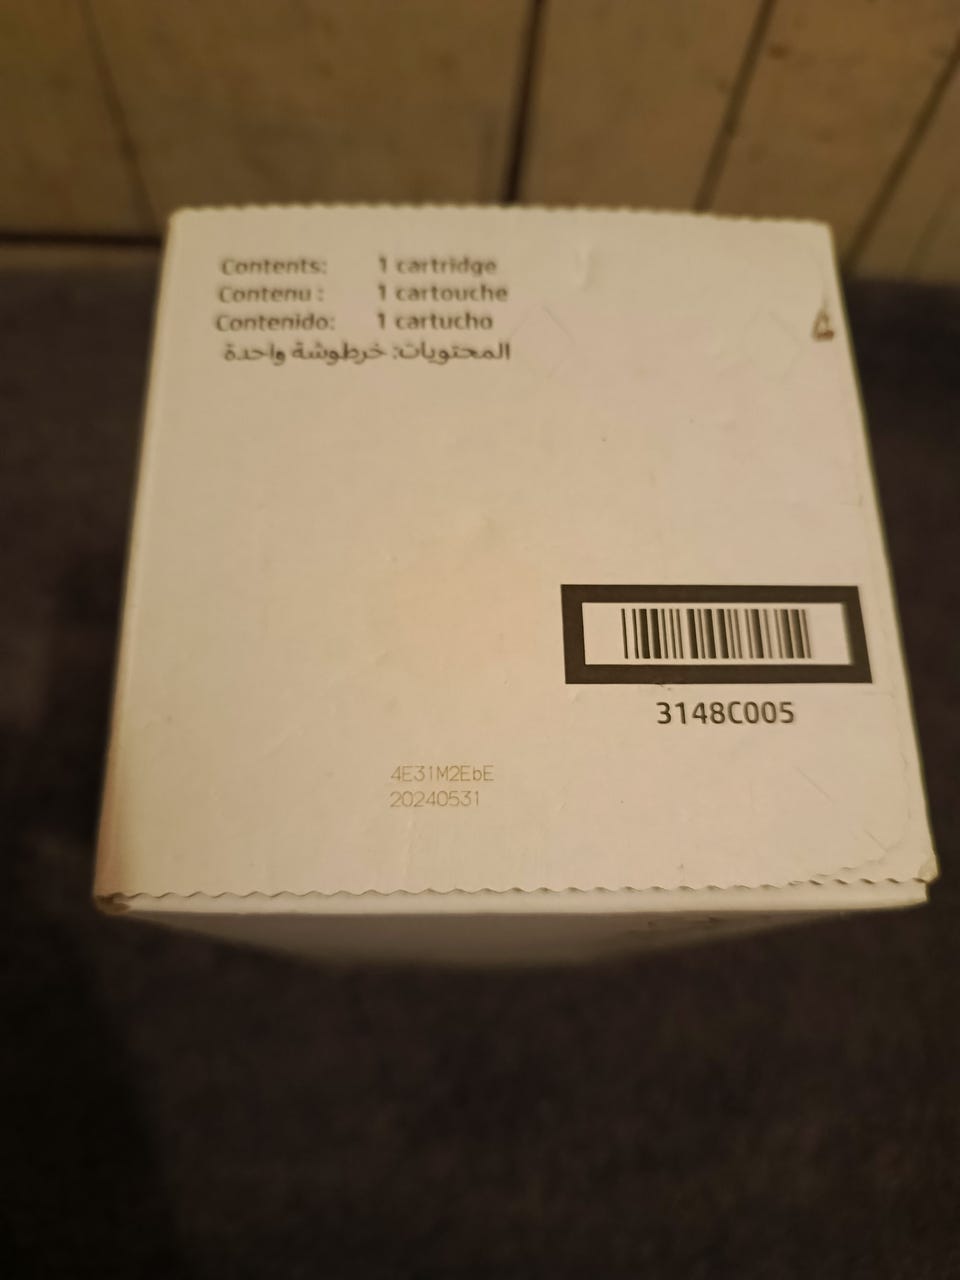 Contents: 1 cartridge
Contenu : 1 cartouche
Contenido: 1 cartucho
المحتويات: خرطوشة واحدة
3148C005
4E31M2EbE
20240531